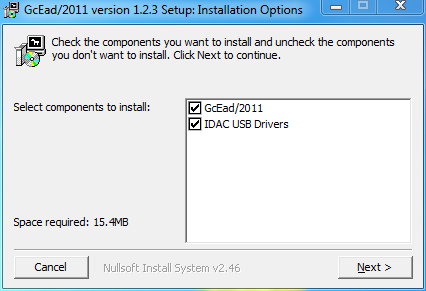 GcEad/2011 version 1.2.3 Setup: Installation Options
Check the components you want to install and uncheck the components
you don't want to install. Click Next to continue.
Select components to install:
GcEad/2011
IDAC USB Drivers
Space required: 15.4MB
Cancel
Nullsoft Install System v2.46
Next >